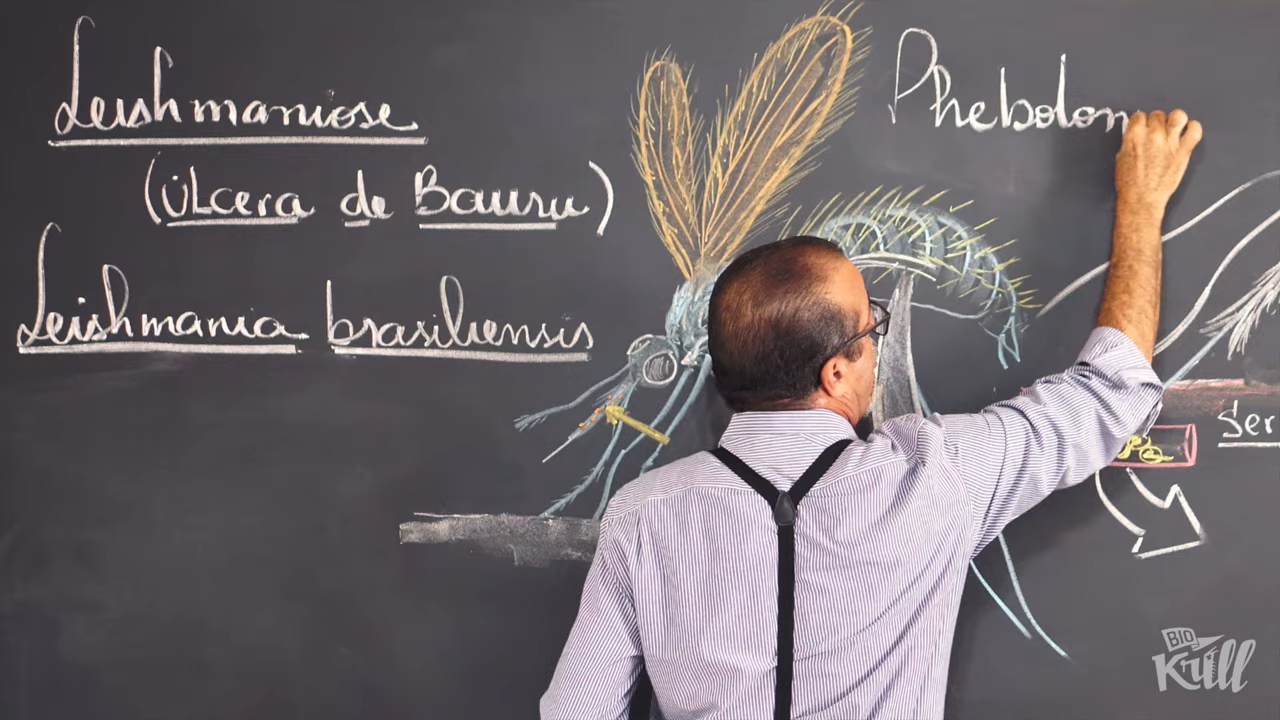 Leishmaniose
(Úlcera de Bauru)
Leishmania brasiliensis
Phebolom
Ser
BIO
Krill